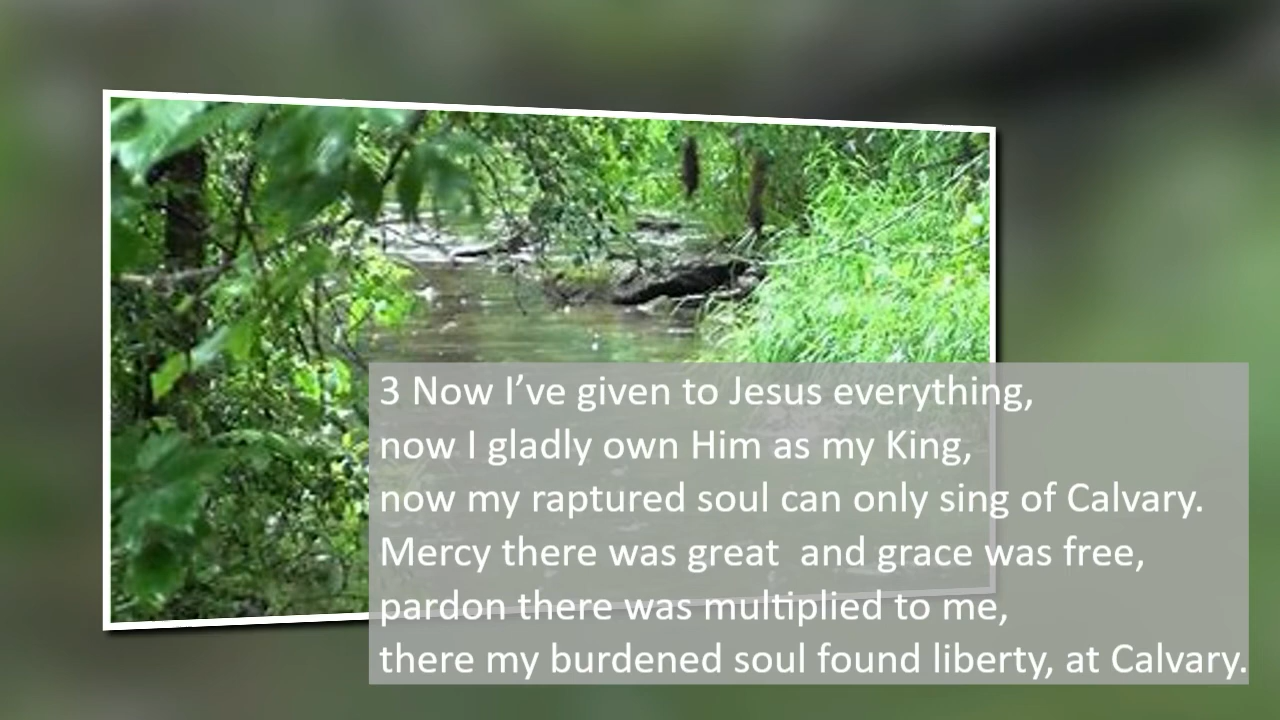 3 Now I’ve given to Jesus everything,
now I gladly own Him as my King,
now my raptured soul can only sing of Calvary.
Mercy there was great  and grace was free,
pardon there was multiplied to me,
there my burdened soul found liberty, at Calvary.